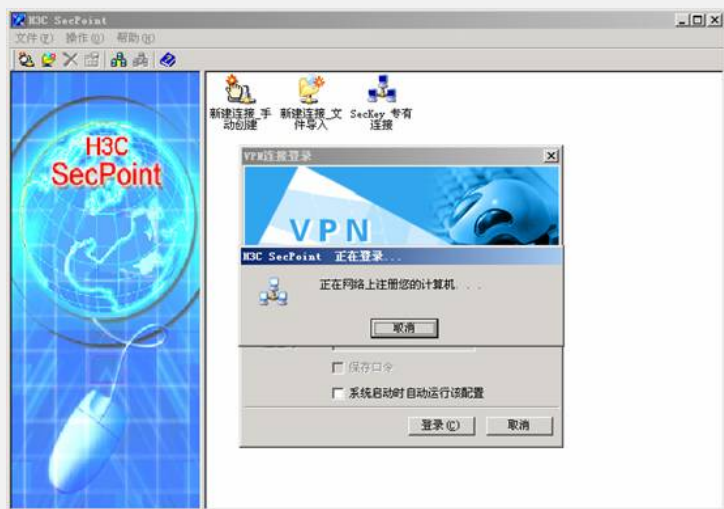 H3C SecPoint
文件(F) 操作(O) 帮助(H)
H3C
SecPoint
新建连接_手
动创建
新建连接_文
件导入
SecKey 专有
连接
VPN连接登录
VPN
H3C SecPoint 正在登录...
正在网络上注册您的计算机. . .
取消
保存口令
系统启动时自动运行该配置
登录(C)
取消